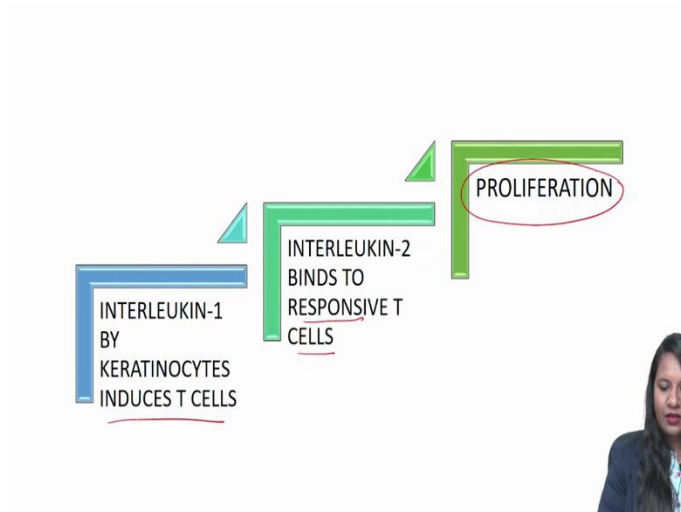 INTERLEUKIN-1
BY
KERATINOCYTES
INDUCES T CELLS
INTERLEUKIN-2
BINDS TO
RESPONSIVE T
CELLS
PROLIFERATION